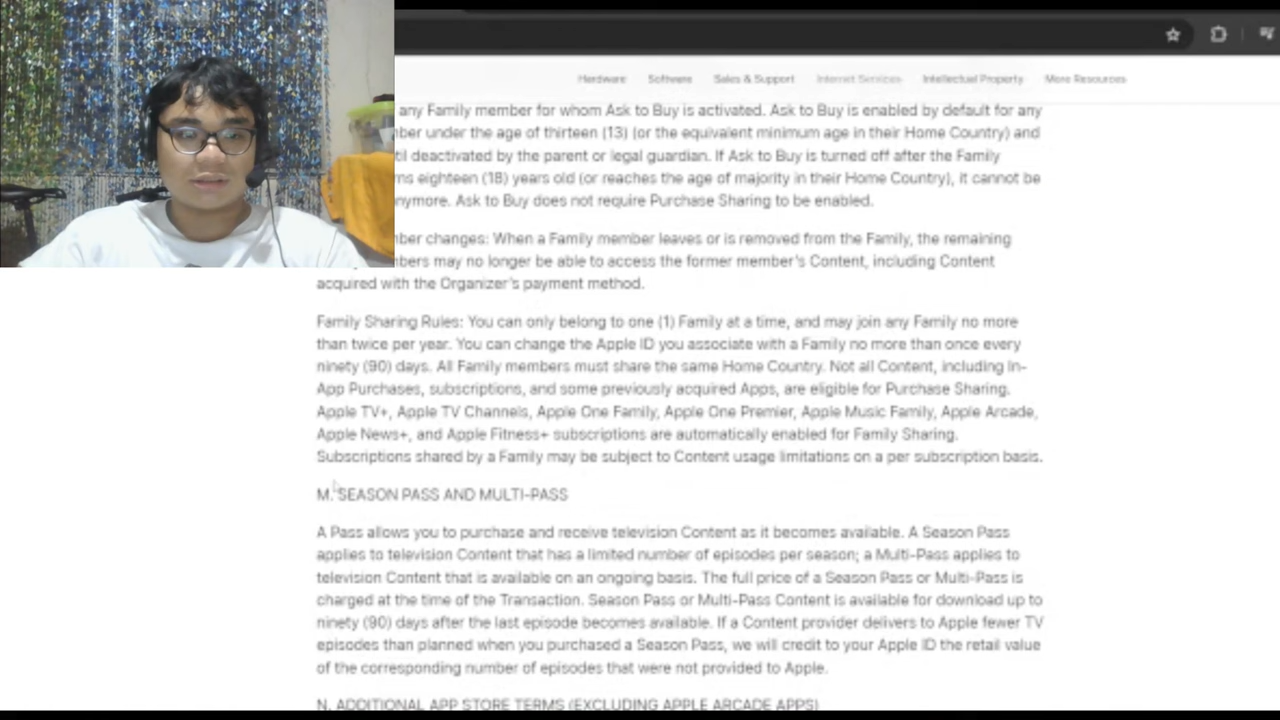 Hardware Software Sales & Support Internet Services Intellectual Property More Resources
any Family member for whom Ask to Buy is activated. Ask to Buy is enabled by default for any
ber under the age of thirteen (13) (or the equivalent minimum age in their Home Country) and
til deactivated by the parent or legal guardian. If Ask to Buy is turned off after the Family
ms eighteen (18) years old (or reaches the age of majority in their Home Country), it cannot be
nymore. Ask to Buy does not require Purchase Sharing to be enabled.
ber changes: When a Family member leaves or is removed from the Family, the remaining
bers may no longer be able to access the former member's Content, including Content
acquired with the Organizer's payment method.
Family Sharing Rules: You can only belong to one (1) Family at a time, and may join any Family no more
than twice per year. You can change the Apple ID you associate with a Family no more than once every
ninety (90) days. All Family members must share the same Home Country. Not all Content, including In-
App Purchases, subscriptions, and some previously acquired Apps, are eligible for Purchase Sharing.
Apple TV+, Apple TV Channels, Apple One Family, Apple One Premier, Apple Music Family, Apple Arcade,
Apple News+, and Apple Fitness+ subscriptions are automatically enabled for Family Sharing.
Subscriptions shared by a Family may be subject to Content usage limitations on a per subscription basis.
M. SEASON PASS AND MULTI-PASS
A Pass allows you to purchase and receive television Content as it becomes available. A Season Pass
applies to television Content that has a limited number of episodes per season; a Multi-Pass applies to
television Content that is available on an ongoing basis. The full price of a Season Pass or Multi-Pass is
charged at the time of the Transaction. Season Pass or Multi-Pass Content is available for download up to
ninety (90) days after the last episode becomes available. If a Content provider delivers to Apple fewer TV
episodes than planned when you purchased a Season Pass, we will credit to your Apple ID the retail value
of the corresponding number of episodes that were not provided to Apple.
N. ADDITIONAL APP STORE TERMS (EXCLUDING APPLE ARCADE APPS)